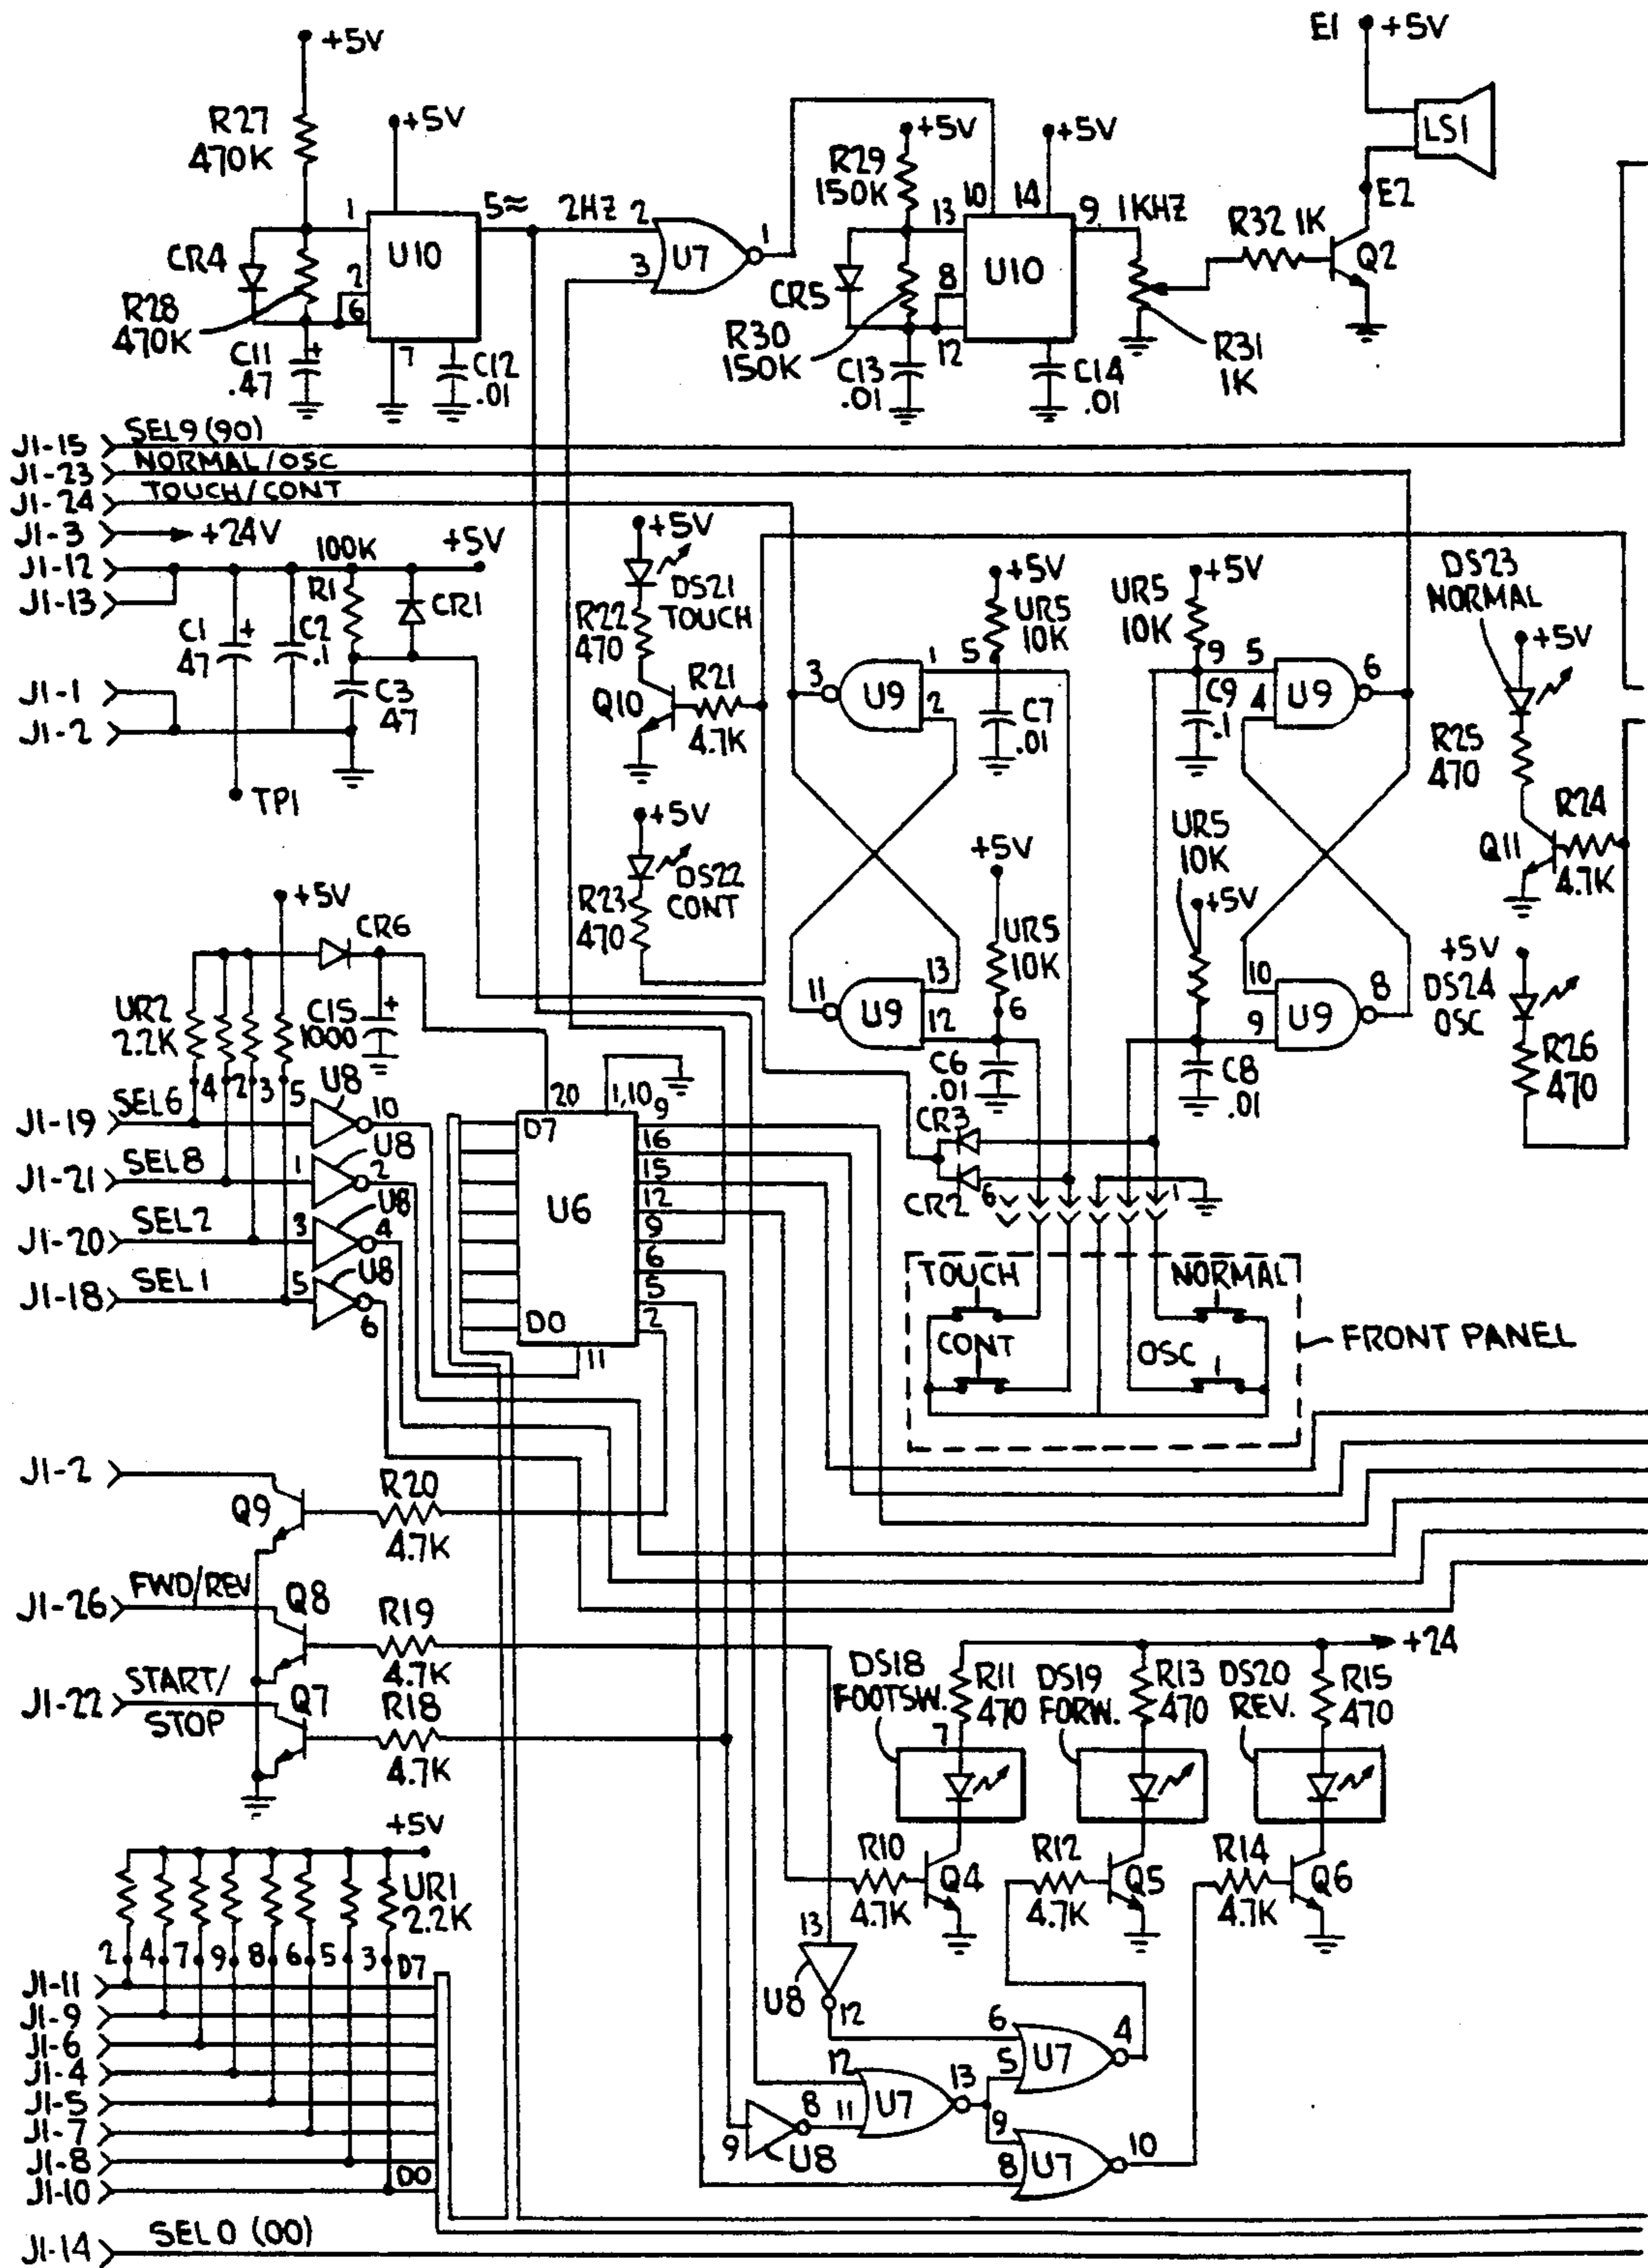 E1 +5V
+5V
LS1
R27
470K
+5V
+5V
+5V
R29
150K
E2
1
5≈ 2HZ 2
1
13
10
14
9 1KHZ
R32 1K
Q2
CR4
U10
3
U7
CR5
8
U10
2
6
R28
470K
R30
150K
12
R31
1K
C11
.47
+
7
C12
.01
C13
.01
C14
.01
J1-15 SEL9 (90)
J1-23 NORMAL/OSC
J1-24 TOUCH/CONT
J1-3 +24V
J1-12
J1-13
100K
R1
+5V
CR1
C1
47
+
C2
.1
C3
47
J1-1
J1-2
TP1
+5V
DS21
TOUCH
R22
470
Q10
R21
4.7K
+5V
DS22
CONT
R23
470
+5V
UR5
10K
5
3
U9
1
2
C7
.01
+5V
UR5
10K
9
5
4
U9
6
C9
.1
DS23
NORMAL
+5V
R25
470
R24
4.7K
Q11
+5V
UR5
10K
11
U9
13
12
6
C6
.01
UR5
10K
+5V
10
9
U9
8
C8
.01
+5V
DS24
OSC
R26
470
+5V
CR6
UR2
2.2K
C15
1000
+
4
2
3
5
J1-19 SEL6
U8
10
J1-21 SEL8
1
U8
2
J1-20 SEL2
3
U8
4
J1-18 SEL1
5
U8
6
20
1,10
D7
U6
D0
11
9
16
15
12
9
6
5
2
CR3
CR2
6
1
TOUCH
NORMAL
CONT
OSC
FRONT PANEL
J1-2
Q9
R20
4.7K
J1-26 FWD/REV
Q8
R19
4.7K
J1-22 START/
STOP
Q7
R18
4.7K
+24
DS18
FOOTSW.
R11
470
7
DS19
FORW.
R13
470
DS20
REV.
R15
470
R10
4.7K
Q4
R12
4.7K
Q5
R14
4.7K
Q6
+5V
UR1
2.2K
2
4
7
9
8
6
5
3
D7
J1-11
J1-9
J1-6
J1-4
J1-5
J1-7
J1-8
J1-10
D0
13
U8
12
6
5
U7
4
12
11
U7
13
9
U8
8
9
8
U7
10
J1-14 SEL0 (00)